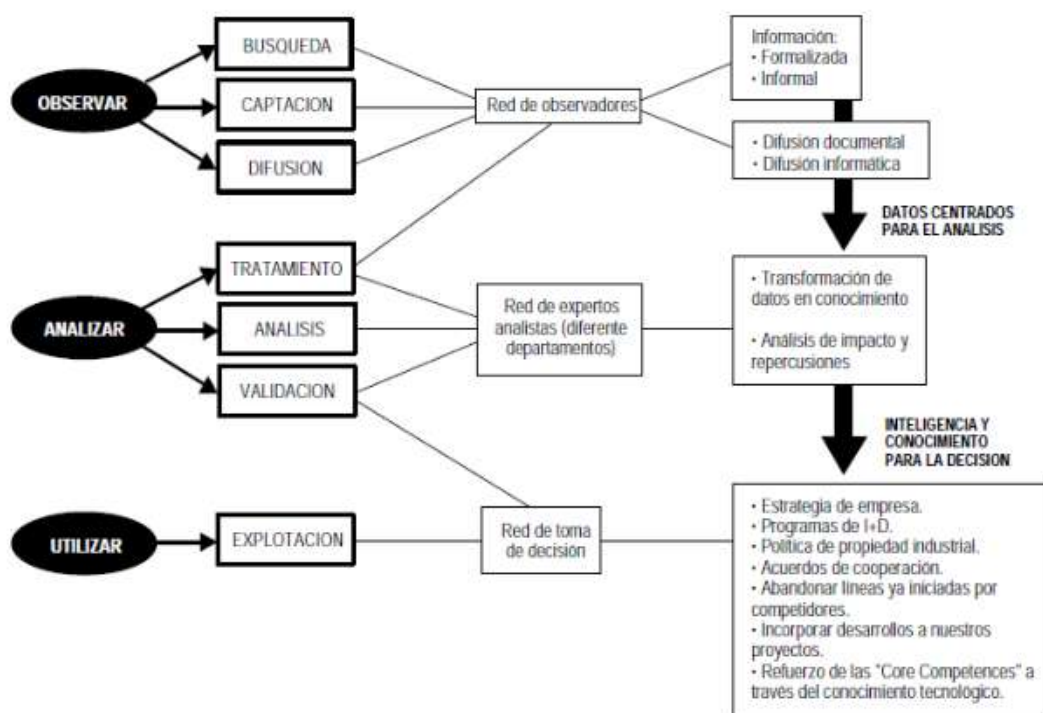 BUSQUEDA
OBSERVAR
CAPTACION
DIFUSION
Red de observadores
Información:
• Formalizada
• Informal
• Difusión documental
• Difusión informática
DATOS CENTRADOS
PARA EL ANALISIS
TRATAMIENTO
ANALIZAR
ANALISIS
VALIDACION
Red de expertos
analistas (diferente
departamentos)
• Transformación de
datos en conocimiento
• Análisis de impacto y
repercusiones
INTELIGENCIA Y
CONOCIMIENTO
PARA LA DECISION
UTILIZAR
EXPLOTACION
Red de toma
de decisión
• Estrategia de empresa.
• Programas de I+D.
• Política de propiedad industrial.
• Acuerdos de cooperación.
• Abandonar líneas ya iniciadas por
competidores.
• Incorporar desarrollos a nuestros
proyectos.
• Refuerzo de las "Core Competences" a
través del conocimiento tecnológico.